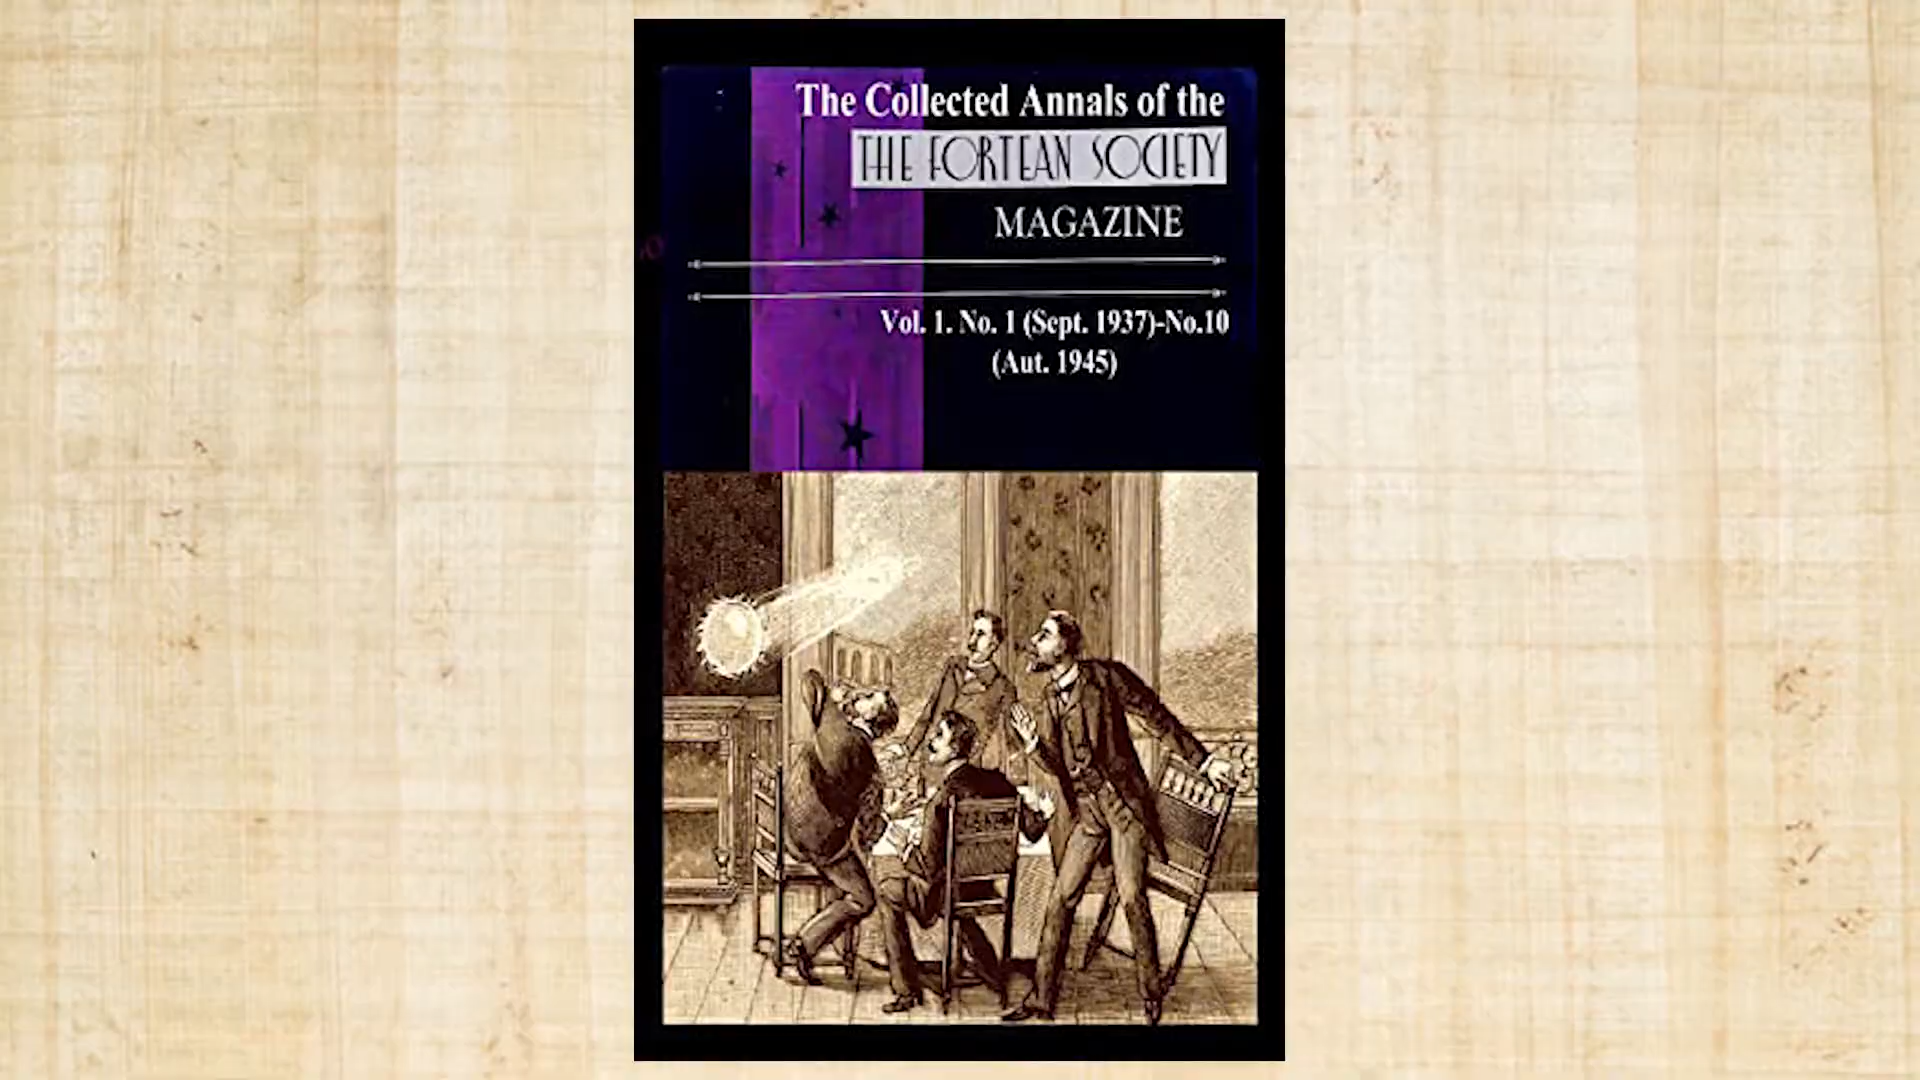 The Collected Annals of the
THE FORTEAN SOCIETY
MAGAZINE
Vol. 1. No. 1 (Sept. 1937)-No.10
(Aut. 1945)